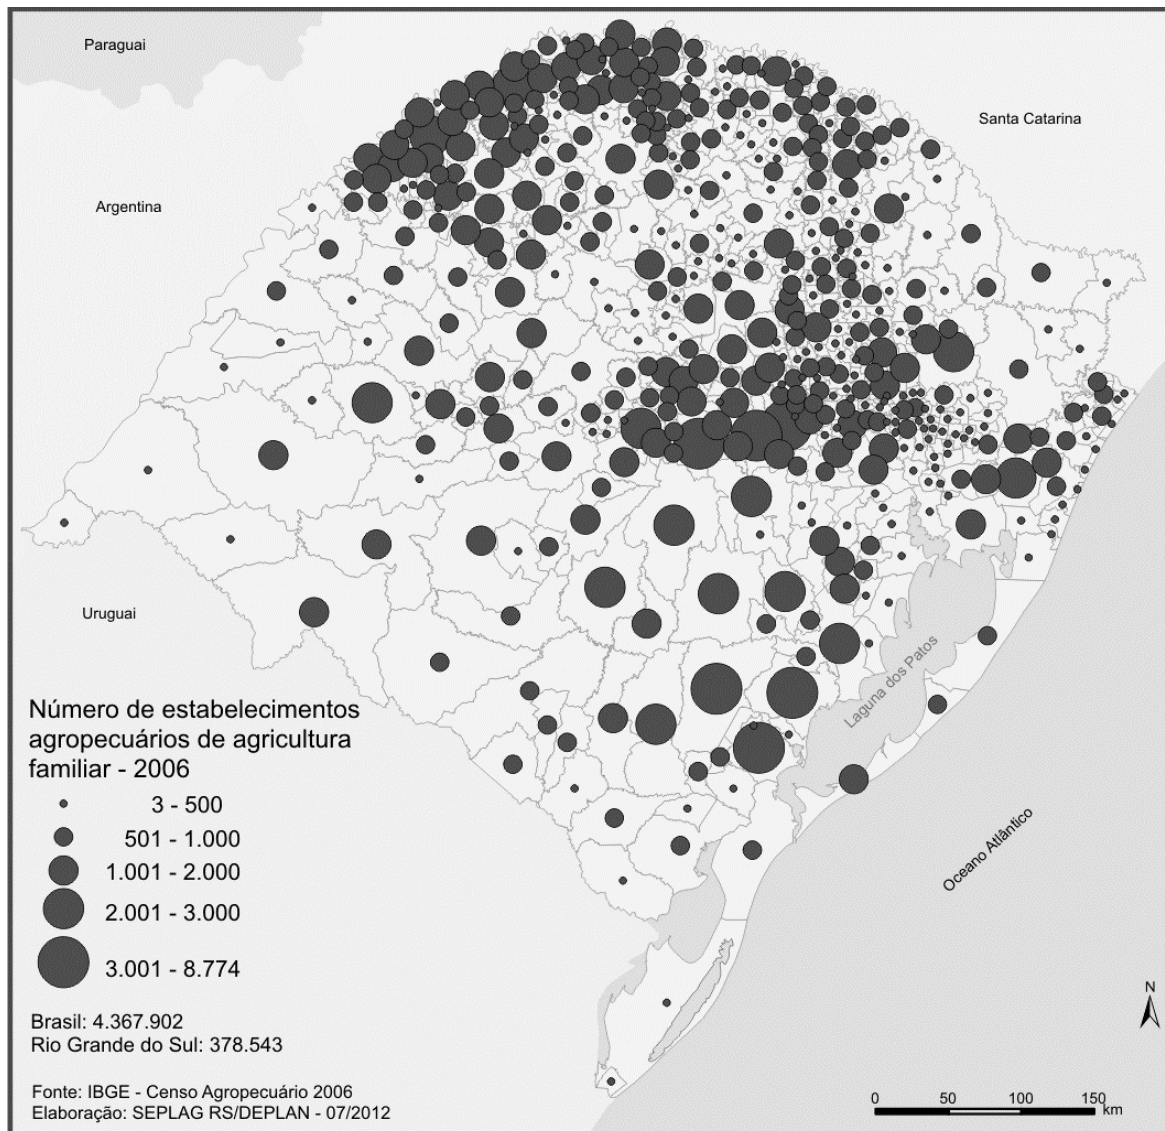 Paraguai
Santa Catarina
Argentina
Uruguai
Laguna dos Patos
Oceano Atlântico
Número de estabelecimentos
agropecuários de agricultura
familiar - 2006
3 - 500
501 - 1.000
1.001 - 2.000
2.001 - 3.000
3.001 - 8.774
Brasil: 4.367.902
Rio Grande do Sul: 378.543
Fonte: IBGE - Censo Agropecuário 2006
Elaboração: SEPLAG RS/DEPLAN - 07/2012
N
0 50 100 150
km